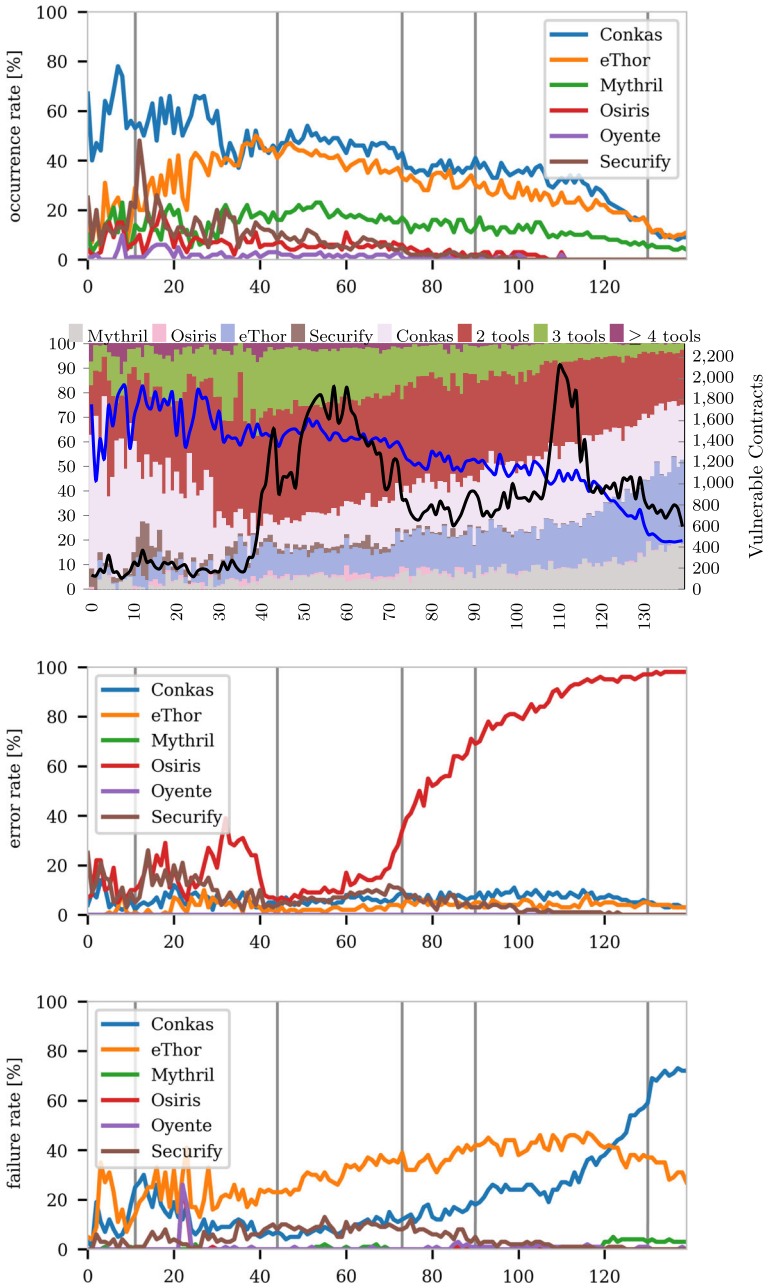 100
80
60
40
20
0
occurrence rate [%]
Conkas
eThor
Mythril
Osiris
Oyente
Securify
0 20 40 60 80 100 120
Mythril Osiris eThor Securify Conkas 2 tools 3 tools ≥ 4 tools
100
90
80
70
60
50
40
30
20
10
0
2,200
2,000
1,800
1,600
1,400
1,200
1,000
800
600
400
200
0
Vulnerable Contracts
0 10 20 30 40 50 60 70 80 90 100 110 120 130
100
80
60
40
20
0
error rate [%]
Conkas
eThor
Mythril
Osiris
Oyente
Securify
0 20 40 60 80 100 120
100
80
60
40
20
0
failure rate [%]
Conkas
eThor
Mythril
Osiris
Oyente
Securify
0 20 40 60 80 100 120